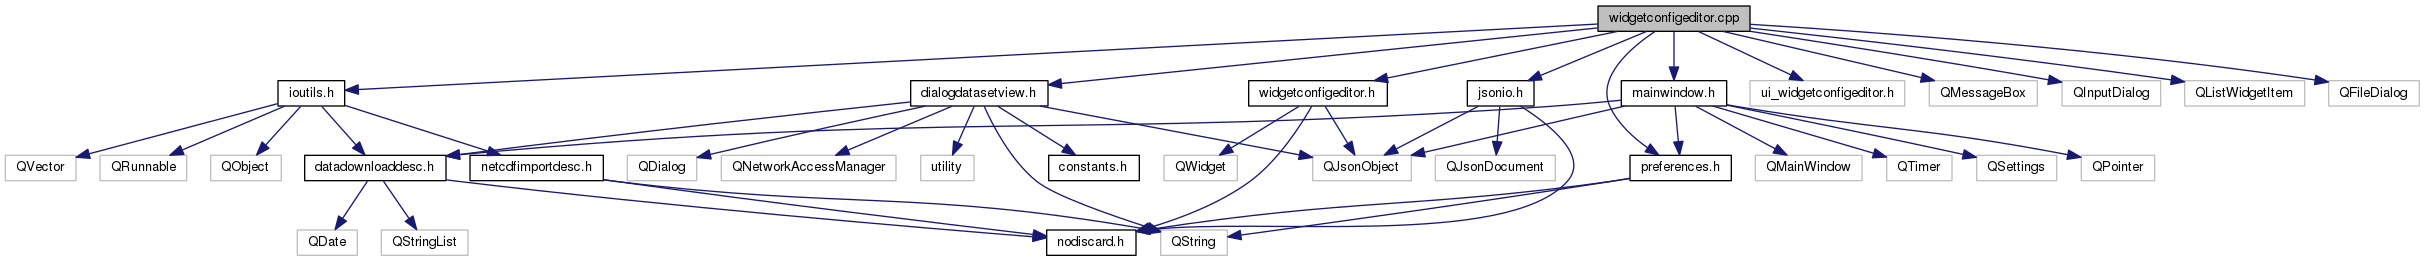 widgetconfigeditor.cpp
ioutils.h
dialogdatasetview.h
widgetconfigeditor.h
jsonio.h
mainwindow.h
ui_widgetconfigeditor.h
QMessageBox
QInputDialog
QListWidgetItem
QFileDialog
QVector
QRunnable
QObject
datadownloaddesc.h
netcdfimportdesc.h
QDialog
QNetworkAccessManager
utility
constants.h
QWidget
QJsonObject
QJsonDocument
preferences.h
QMainWindow
QTimer
QSettings
QPointer
QDate
QStringList
nodiscard.h
QString